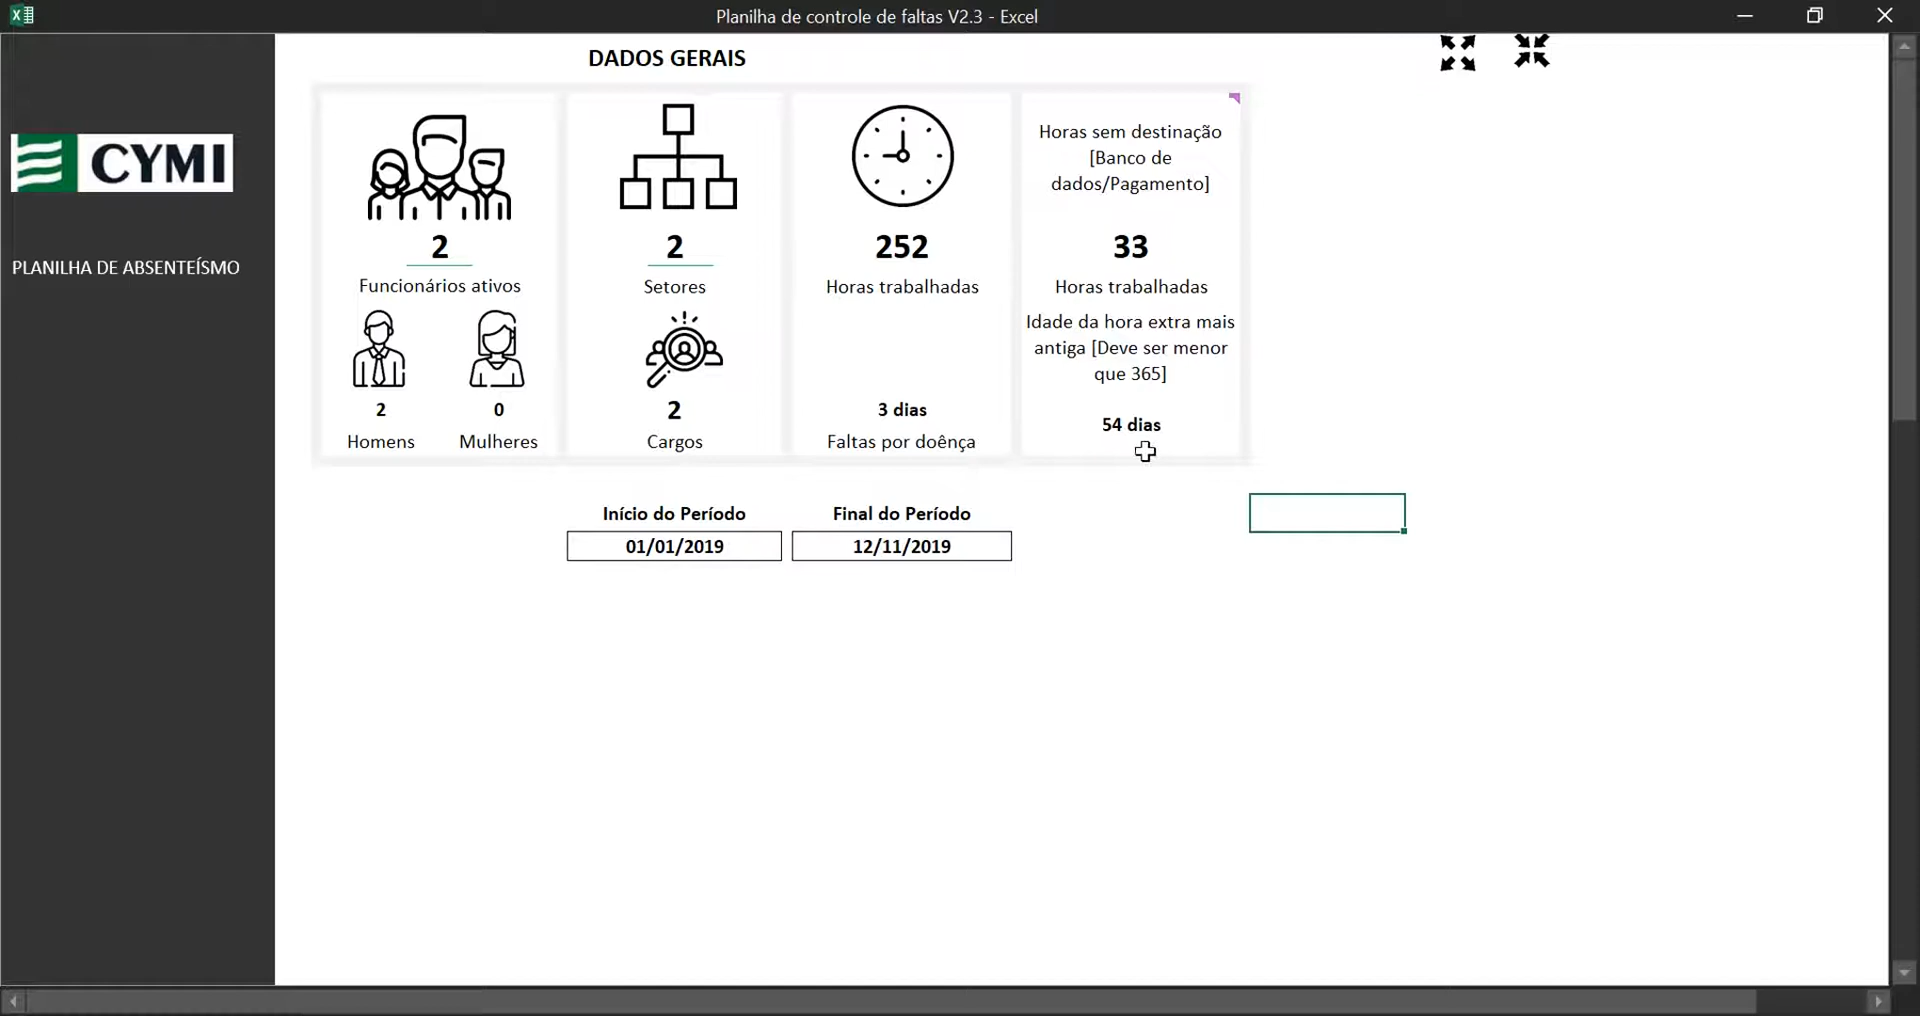 Planilha de controle de faltas V2.3 - Excel
CYMI
PLANILHA DE ABSENTEÍSMO
DADOS GERAIS
2
Funcionários ativos
2
Homens
0
Mulheres
2
Setores
2
Cargos
252
Horas trabalhadas
3 dias
Faltas por doênça
Horas sem destinação
[Banco de
dados/Pagamento]
33
Horas trabalhadas
Idade da hora extra mais
antiga [Deve ser menor
que 365]
54 dias
Início do Período
01/01/2019
Final do Período
12/11/2019